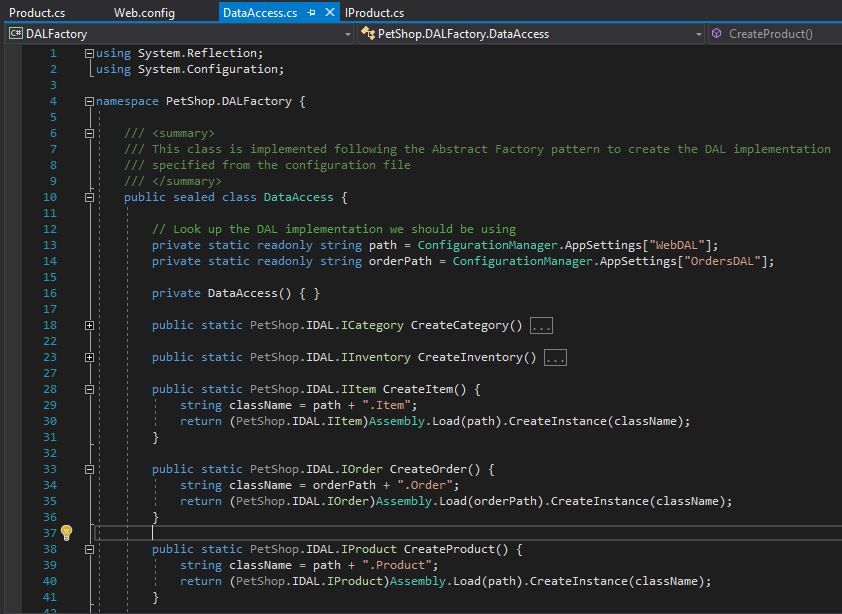 Product.cs Web.config DataAccess.cs IProduct.cs
C# DALFactory PetShop.DALFactory.DataAccess CreateProduct()
1 using System.Reflection;
2 using System.Configuration;
3
4 namespace PetShop.DALFactory {
5
6 /// <summary>
7 /// This class is implemented following the Abstract Factory pattern to create the DAL implementation
8 /// specified from the configuration file
9 /// </summary>
10 public sealed class DataAccess {
11
12 // Look up the DAL implementation we should be using
13 private static readonly string path = ConfigurationManager.AppSettings["WebDAL"];
14 private static readonly string orderPath = ConfigurationManager.AppSettings["OrdersDAL"];
15
16 private DataAccess() { }
17
18 public static PetShop.IDAL.ICategory CreateCategory() ...
22
23 public static PetShop.IDAL.IInventory CreateInventory() ...
27
28 public static PetShop.IDAL.IItem CreateItem() {
29 string className = path + ".Item";
30 return (PetShop.IDAL.IItem)Assembly.Load(path).CreateInstance(className);
31 }
32
33 public static PetShop.IDAL.IOrder CreateOrder() {
34 string className = orderPath + ".Order";
35 return (PetShop.IDAL.IOrder)Assembly.Load(orderPath).CreateInstance(className);
36 }
37
38 public static PetShop.IDAL.IProduct CreateProduct() {
39 string className = path + ".Product";
40 return (PetShop.IDAL.IProduct)Assembly.Load(path).CreateInstance(className);
41 }
42